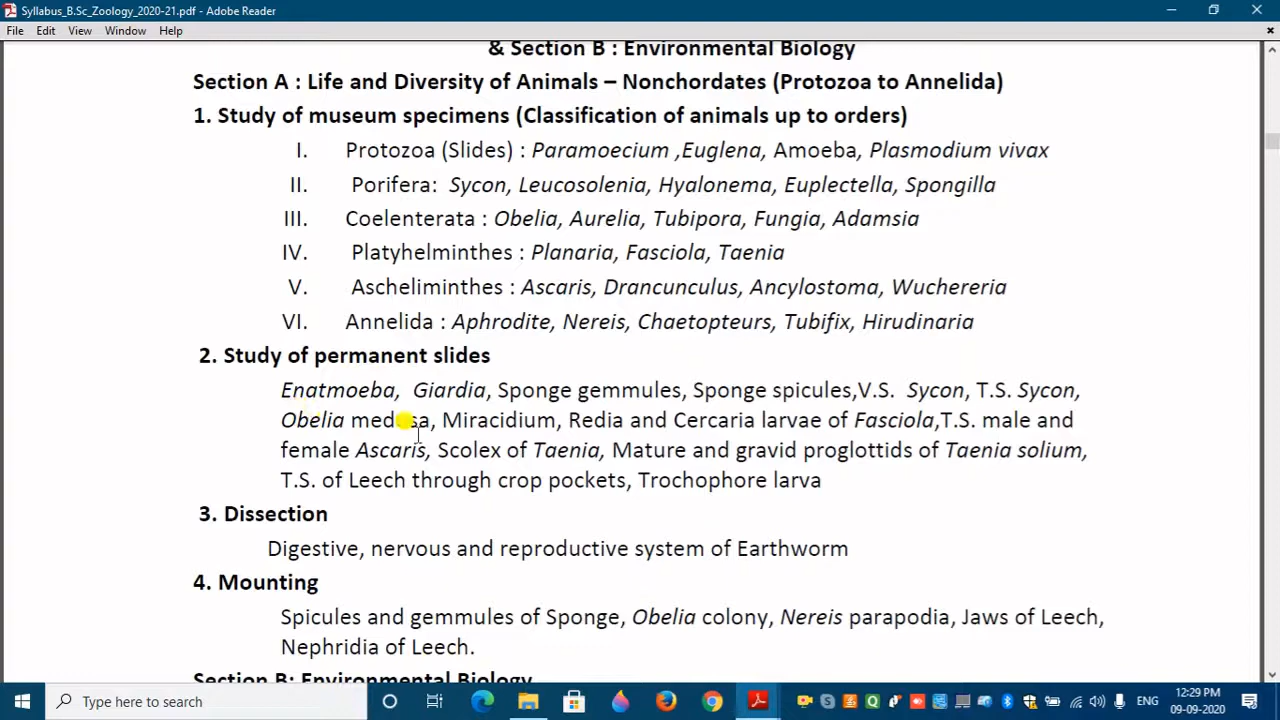 Syllabus_B.Sc_Zoology_2020-21.pdf - Adobe Reader
File Edit View Window Help
& Section B : Environmental Biology
Section A : Life and Diversity of Animals – Nonchordates (Protozoa to Annelida)
1. Study of museum specimens (Classification of animals up to orders)
I. Protozoa (Slides) : Paramoecium ,Euglena, Amoeba, Plasmodium vivax
II. Porifera: Sycon, Leucosolenia, Hyalonema, Euplectella, Spongilla
III. Coelenterata : Obelia, Aurelia, Tubipora, Fungia, Adamsia
IV. Platyhelminthes : Planaria, Fasciola, Taenia
V. Ascheliminthes : Ascaris, Drancunculus, Ancylostoma, Wuchereria
VI. Annelida : Aphrodite, Nereis, Chaetopteurs, Tubifix, Hirudinaria
2. Study of permanent slides
Enatmoeba, Giardia, Sponge gemmules, Sponge spicules,V.S. Sycon, T.S. Sycon,
Obelia medusa, Miracidium, Redia and Cercaria larvae of Fasciola,T.S. male and
female Ascaris, Scolex of Taenia, Mature and gravid proglottids of Taenia solium,
T.S. of Leech through crop pockets, Trochophore larva
3. Dissection
Digestive, nervous and reproductive system of Earthworm
4. Mounting
Spicules and gemmules of Sponge, Obelia colony, Nereis parapodia, Jaws of Leech,
Nephridia of Leech.
Section B: Environmental Biology
Type here to search
ENG
12:29 PM
09-09-2020